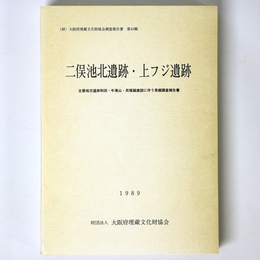 (財) 大阪府埋蔵文化財協会調査報告書 第42輯
二俣池北遺跡・上フジ遺跡
主要地方道岸和田・牛滝山・貝塚線建設に伴う発掘調査報告書
1989
財団法人 大阪府埋蔵文化財協会